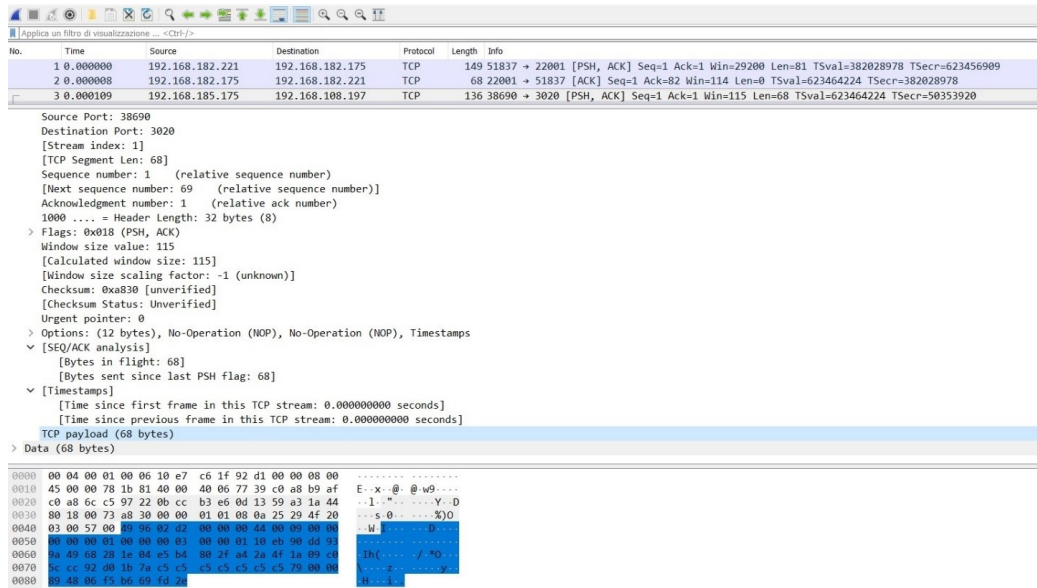 Applica un filtro di visualizzazione ... <Ctrl-/>
No. Time Source Destination Protocol Length Info
1 0.000000 192.168.182.221 192.168.182.175 TCP 149 51837 → 22001 [PSH, ACK] Seq=1 Ack=1 Win=29200 Len=81 TSval=382028978 TSecr=623456909
2 0.000008 192.168.182.175 192.168.182.221 TCP 68 22001 → 51837 [ACK] Seq=1 Ack=82 Win=114 Len=0 TSval=623464224 TSecr=382028978
3 0.000109 192.168.185.175 192.168.108.197 TCP 136 38690 → 3020 [PSH, ACK] Seq=1 Ack=1 Win=115 Len=68 TSval=623464224 TSecr=50353920
Source Port: 38690
Destination Port: 3020
[Stream index: 1]
[TCP Segment Len: 68]
Sequence number: 1 (relative sequence number)
[Next sequence number: 69 (relative sequence number)]
Acknowledgment number: 1 (relative ack number)
1000 .... = Header Length: 32 bytes (8)
> Flags: 0x018 (PSH, ACK)
Window size value: 115
[Calculated window size: 115]
[Window size scaling factor: -1 (unknown)]
Checksum: 0xa830 [unverified]
[Checksum Status: Unverified]
Urgent pointer: 0
> Options: (12 bytes), No-Operation (NOP), No-Operation (NOP), Timestamps
[SEQ/ACK analysis]
[Bytes in flight: 68]
[Bytes sent since last PSH flag: 68]
[Timestamps]
[Time since first frame in this TCP stream: 0.000000000 seconds]
[Time since previous frame in this TCP stream: 0.000000000 seconds]
TCP payload (68 bytes)
> Data (68 bytes)
0000 00 04 00 01 00 06 10 e7 c6 1f 92 d1 00 00 08 00 ........ ........
0010 45 00 00 78 1b 81 40 00 40 06 77 39 c0 a8 b9 af E··x··@· @·w9····
0020 c0 a8 6c c5 97 22 0b cc b3 e6 0d 13 59 a3 1a 44 ··l··"·· ····Y··D
0030 80 18 00 73 a8 30 00 00 01 01 08 0a 25 29 4f 20 ···s·0·· ····%)O
0040 03 00 57 00 49 96 02 d2 00 00 00 44 00 09 00 00 ··W·I··· ···D····
0050 00 00 00 01 00 00 00 03 00 00 01 10 eb 90 dd 93
0060 9a 49 68 28 1e 04 e5 b4 80 2f a4 2a 4f 1a 09 c0 ·Ih(···· ·/·*O···
0070 5c cc 92 d0 1b 7a c5 c5 c5 c5 c5 c5 c5 79 00 00 \····z·· ·····y··
0080 89 48 06 f5 b6 69 fd 2e ·H···i·.